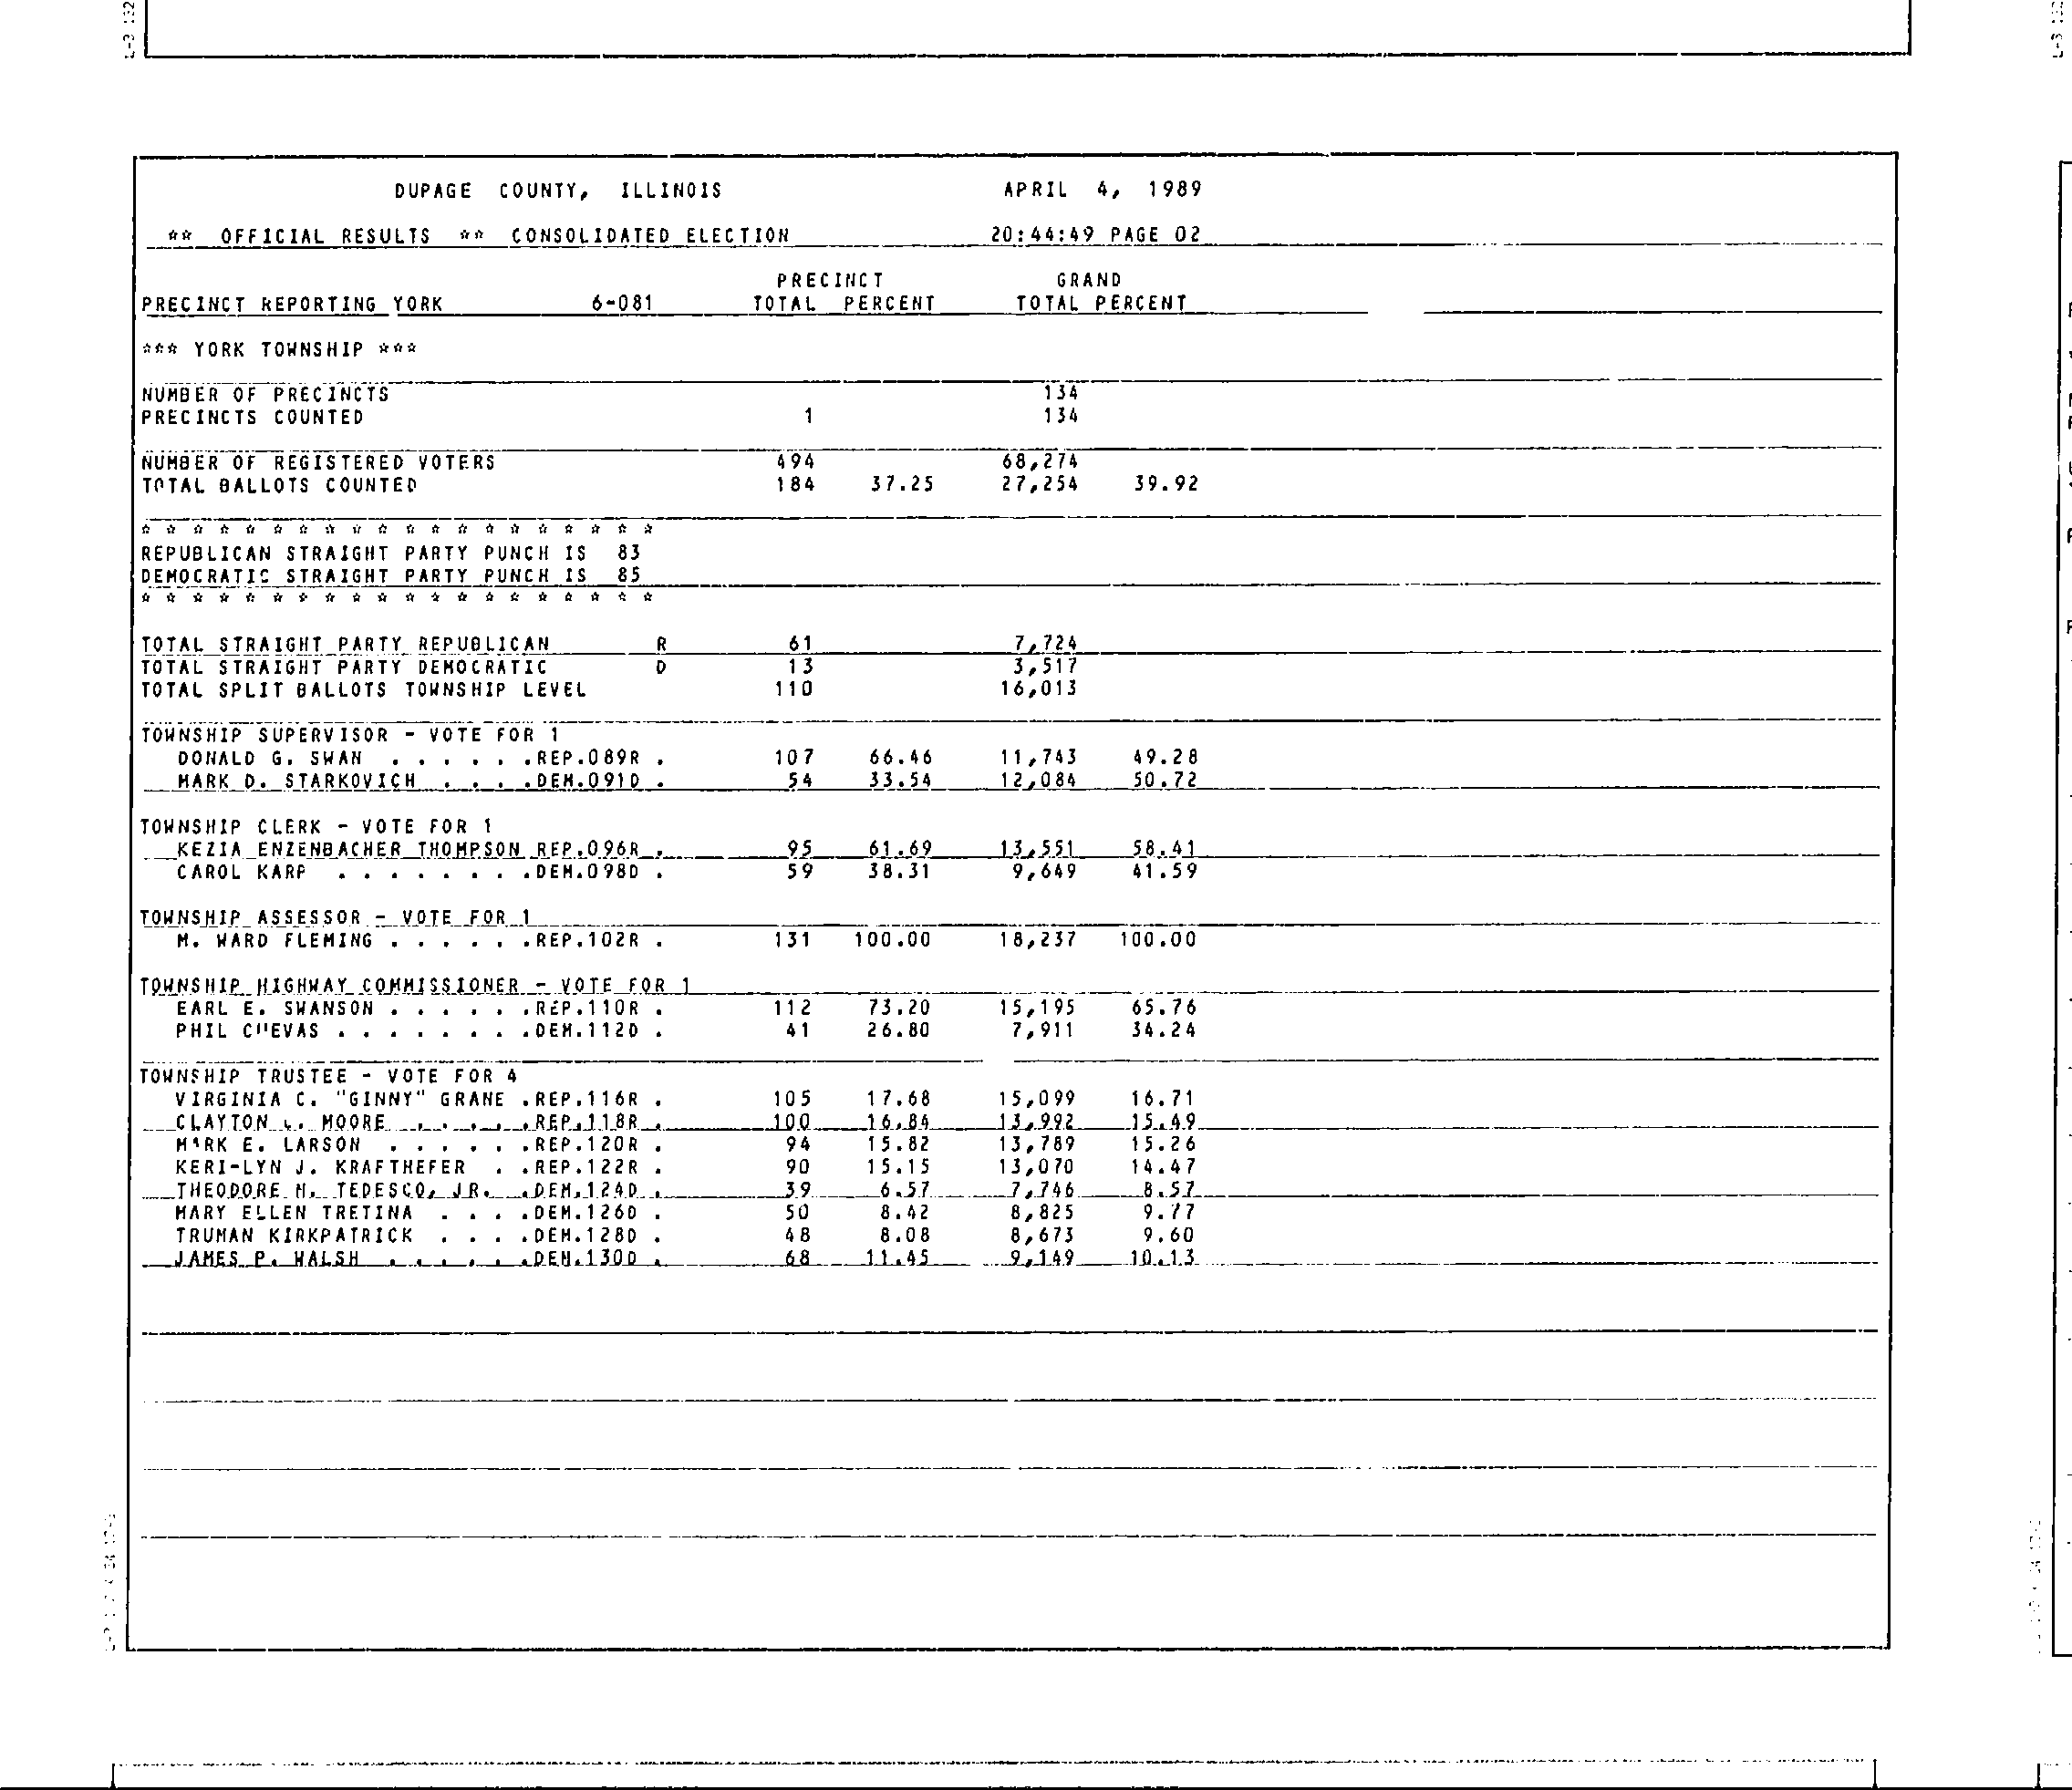 DUPAGE COUNTY, ILLINOIS APRIL 4, 1989
** OFFICIAL RESULTS ** CONSOLIDATED ELECTION 20:44:49 PAGE 02
PRECINCT GRAND
PRECINCT REPORTING YORK 6-081 TOTAL PERCENT TOTAL PERCENT
*** YORK TOWNSHIP ***
NUMBER OF PRECINCTS 134
PRECINCTS COUNTED 1 134
NUMBER OF REGISTERED VOTERS 494 68,274
TOTAL BALLOTS COUNTED 184 37.25 27,254 39.92
* * * * * * * * * * * * * * * * * * * *
REPUBLICAN STRAIGHT PARTY PUNCH IS 83
DEMOCRATIC STRAIGHT PARTY PUNCH IS 85
* * * * * * * * * * * * * * * * * * * *
TOTAL STRAIGHT PARTY REPUBLICAN R 61 7,724
TOTAL STRAIGHT PARTY DEMOCRATIC D 13 3,517
TOTAL SPLIT BALLOTS TOWNSHIP LEVEL 110 16,013
TOWNSHIP SUPERVISOR - VOTE FOR 1
DONALD G. SWAN . . . . . .REP.089R . 107 66.46 11,743 49.28
MARK D. STARKOVICH . . . .DEM.091D . 54 33.54 12,084 50.72
TOWNSHIP CLERK - VOTE FOR 1
KEZIA ENZENBACHER THOMPSON REP.096R . 95 61.69 13,551 58.41
CAROL KARP . . . . . . . .DEM.098D . 59 38.31 9,649 41.59
TOWNSHIP ASSESSOR - VOTE FOR 1
M. WARD FLEMING . . . . . .REP.102R . 131 100.00 18,237 100.00
TOWNSHIP HIGHWAY COMMISSIONER - VOTE FOR 1
EARL E. SWANSON . . . . . .REP.110R . 112 73.20 15,195 65.76
PHIL CUEVAS . . . . . . . .DEM.112D . 41 26.80 7,911 34.24
TOWNSHIP TRUSTEE - VOTE FOR 4
VIRGINIA C. "GINNY" GRANE .REP.116R . 105 17.68 15,099 16.71
CLAYTON L. MOORE . . . . .REP.118R . 100 16.84 13,992 15.49
MARK E. LARSON . . . . . .REP.120R . 94 15.82 13,789 15.26
KERI-LYN J. KRAFTHEFER . .REP.122R . 90 15.15 13,070 14.47
THEODORE M. TEDESCO, JR. .DEM.124D . 39 6.57 7,746 8.57
MARY ELLEN TRETINA . . . .DEM.126D . 50 8.42 8,825 9.77
TRUMAN KIRKPATRICK . . . .DEM.128D . 48 8.08 8,673 9.60
JAMES P. WALSH . . . . . .DEM.130D . 68 11.45 9,149 10.13